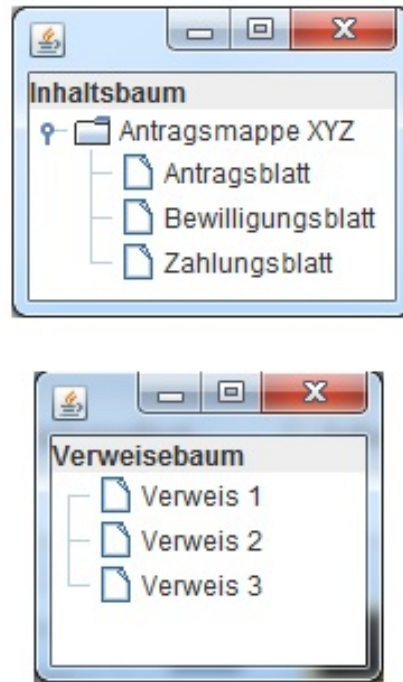 Inhaltsbaum
Antragsmappe XYZ
Antragsblatt
Bewilligungsblatt
Zahlungsblatt
Verweisebaum
Verweis 1
Verweis 2
Verweis 3